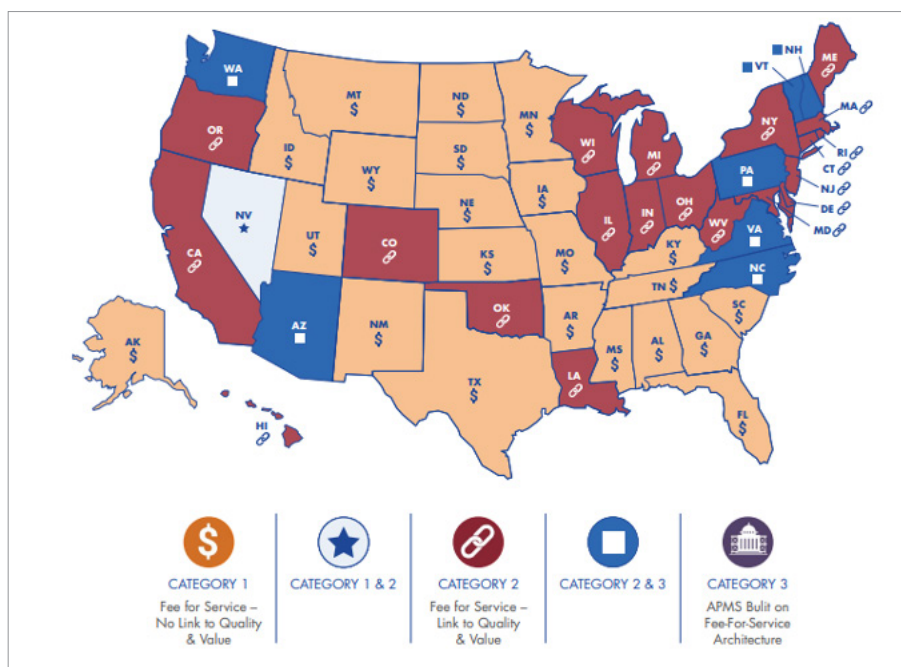 NH
VT
ME
WA
MT
ND
MN
MA
OR
ID
SD
WI
NY
RI
WY
MI
CT
IA
PA
NJ
NE
OH
DE
NV
IL
IN
WV
MD
UT
CO
VA
CA
KS
MO
KY
NC
TN
OK
AR
SC
AZ
NM
MS
AL
GA
AK
LA
TX
FL
HI
$
CATEGORY 1
Fee for Service –
No Link to Quality
& Value
CATEGORY 1 & 2
CATEGORY 2
Fee for Service –
Link to Quality
& Value
CATEGORY 2 & 3
CATEGORY 3
APMS Bulit on
Fee-For-Service
Architecture